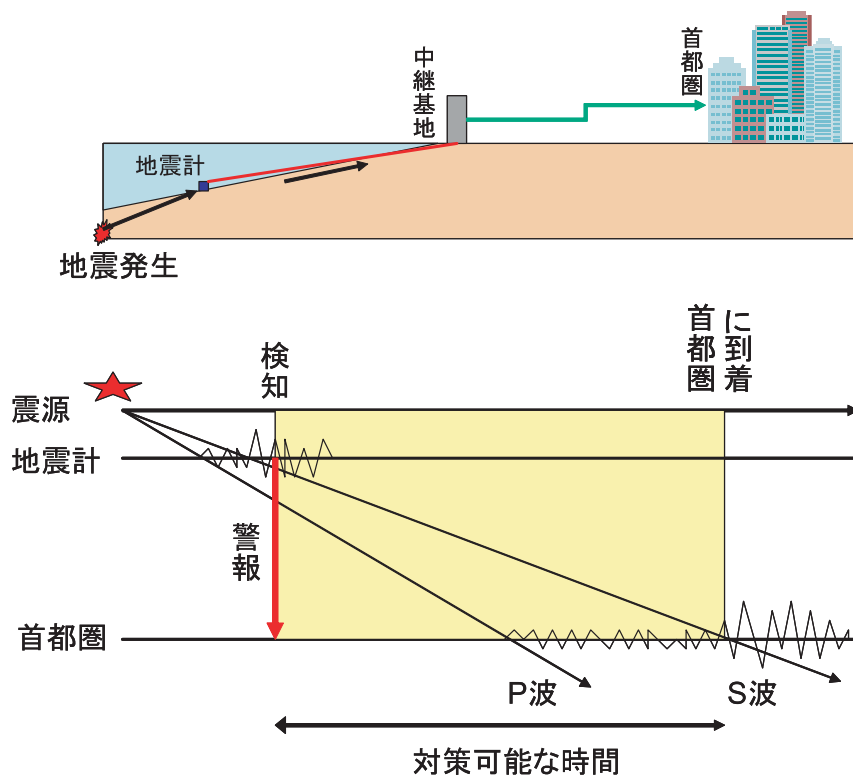 首都圏
中継基地
地震計
地震発生
検知
首都圏
に到着
震源
地震計
警報
首都圏
P波
S波
対策可能な時間